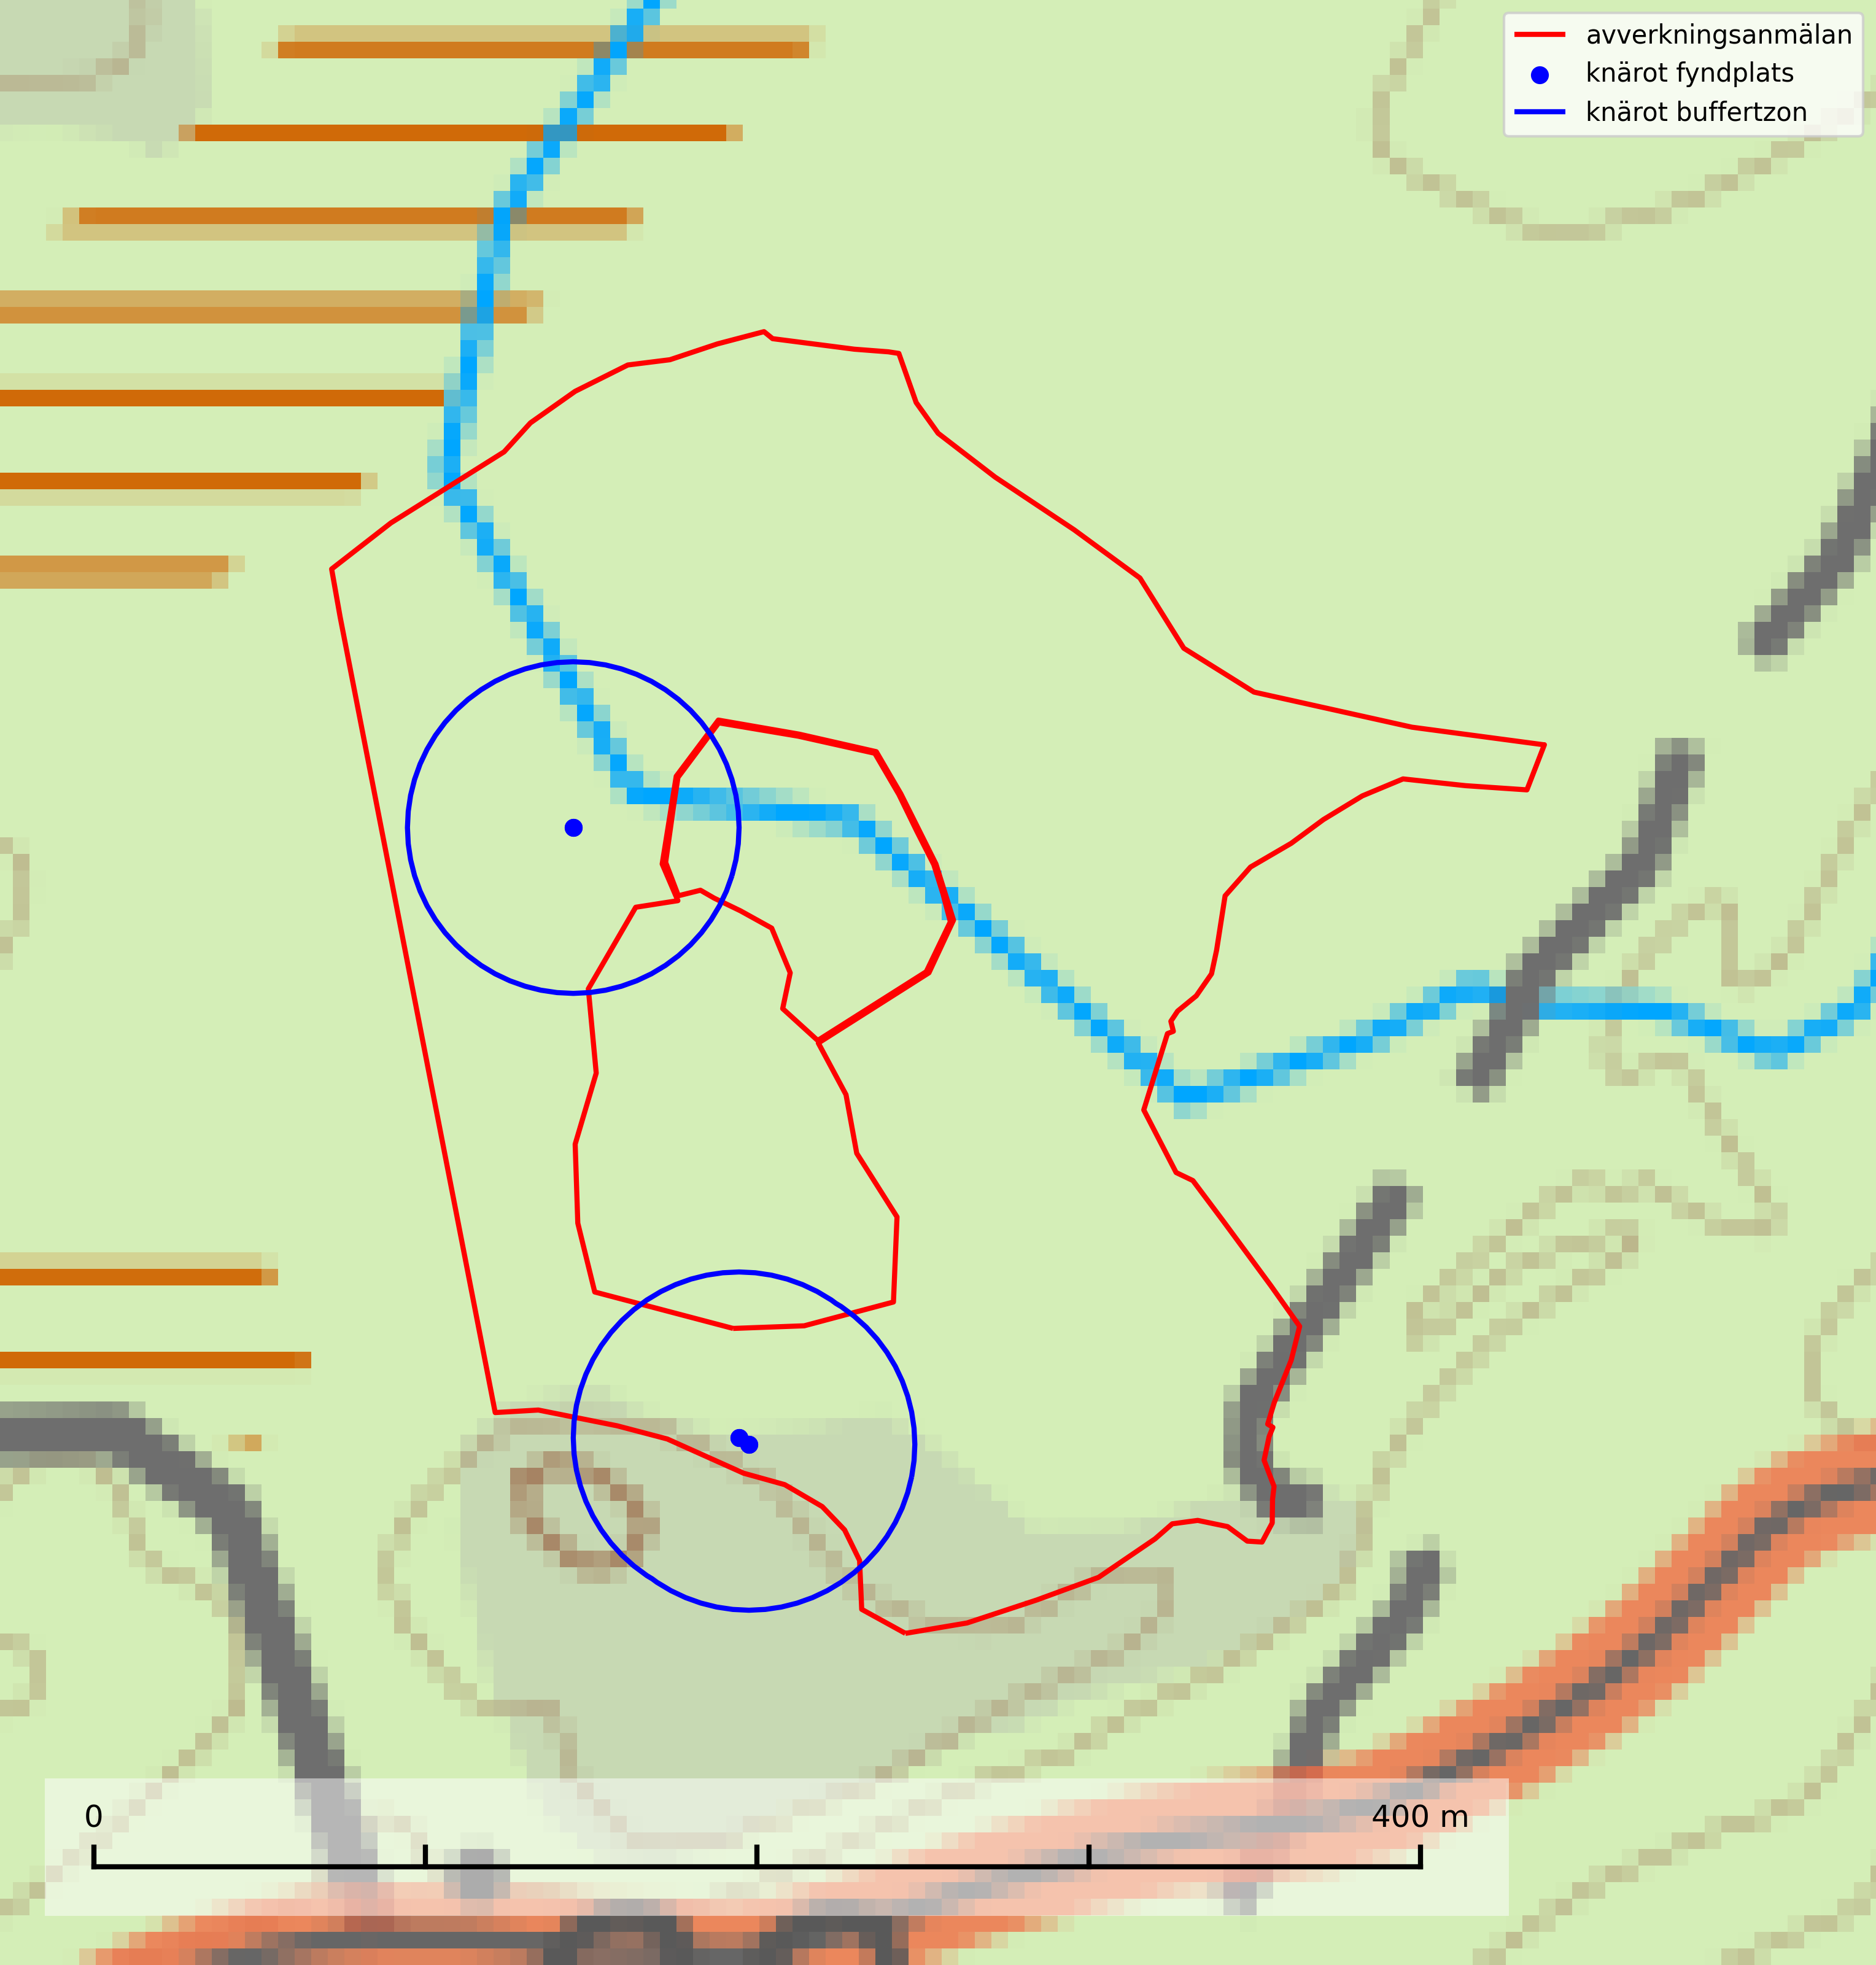 avverkningsanmälan
knärot fyndplats
knärot buffertzon
0
400 m